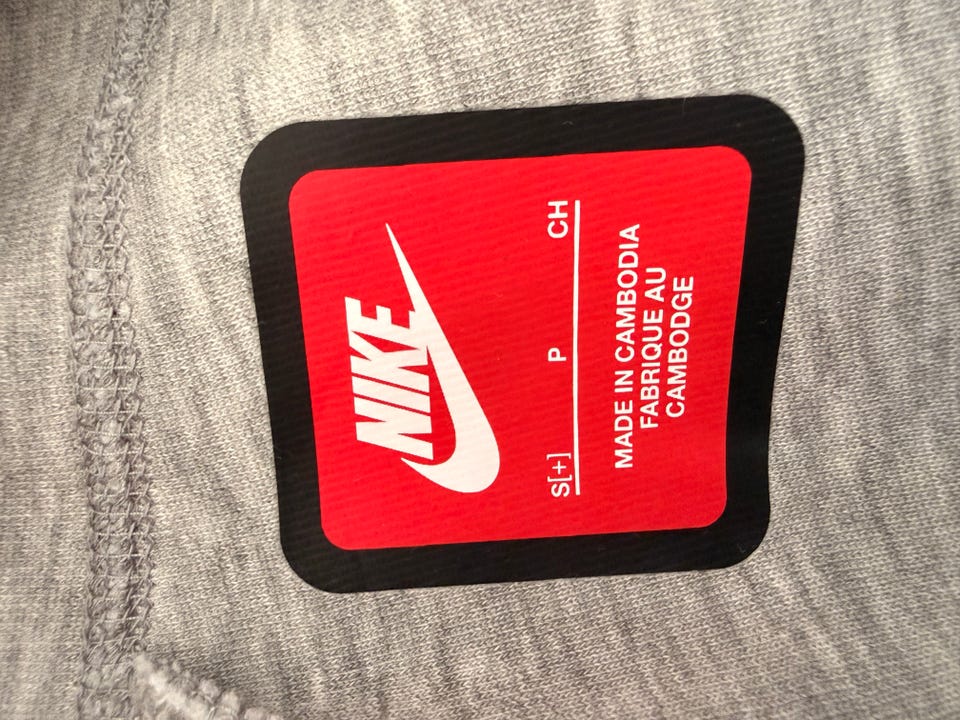 NIKE
S[+] P CH
MADE IN CAMBODIA
FABRIQUE AU
CAMBODGE